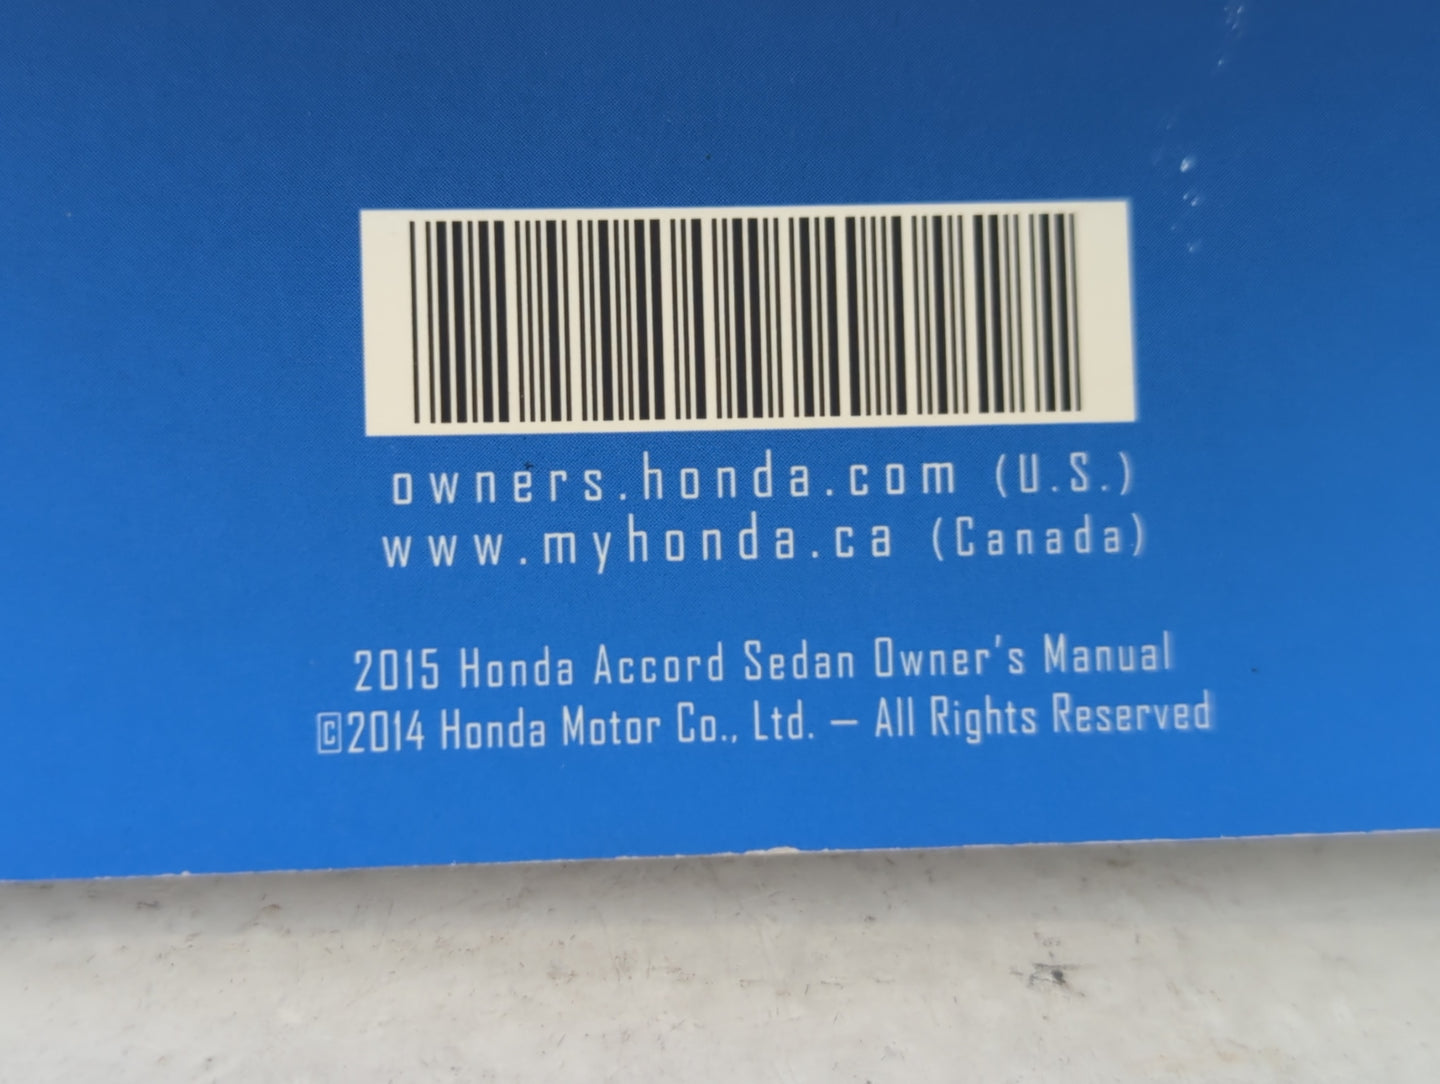 owners.honda.com (U.S.)
www.myhonda.ca (Canada)
2015 Honda Accord Sedan Owner's Manual
©2014 Honda Motor Co., Ltd. — All Rights Reserved